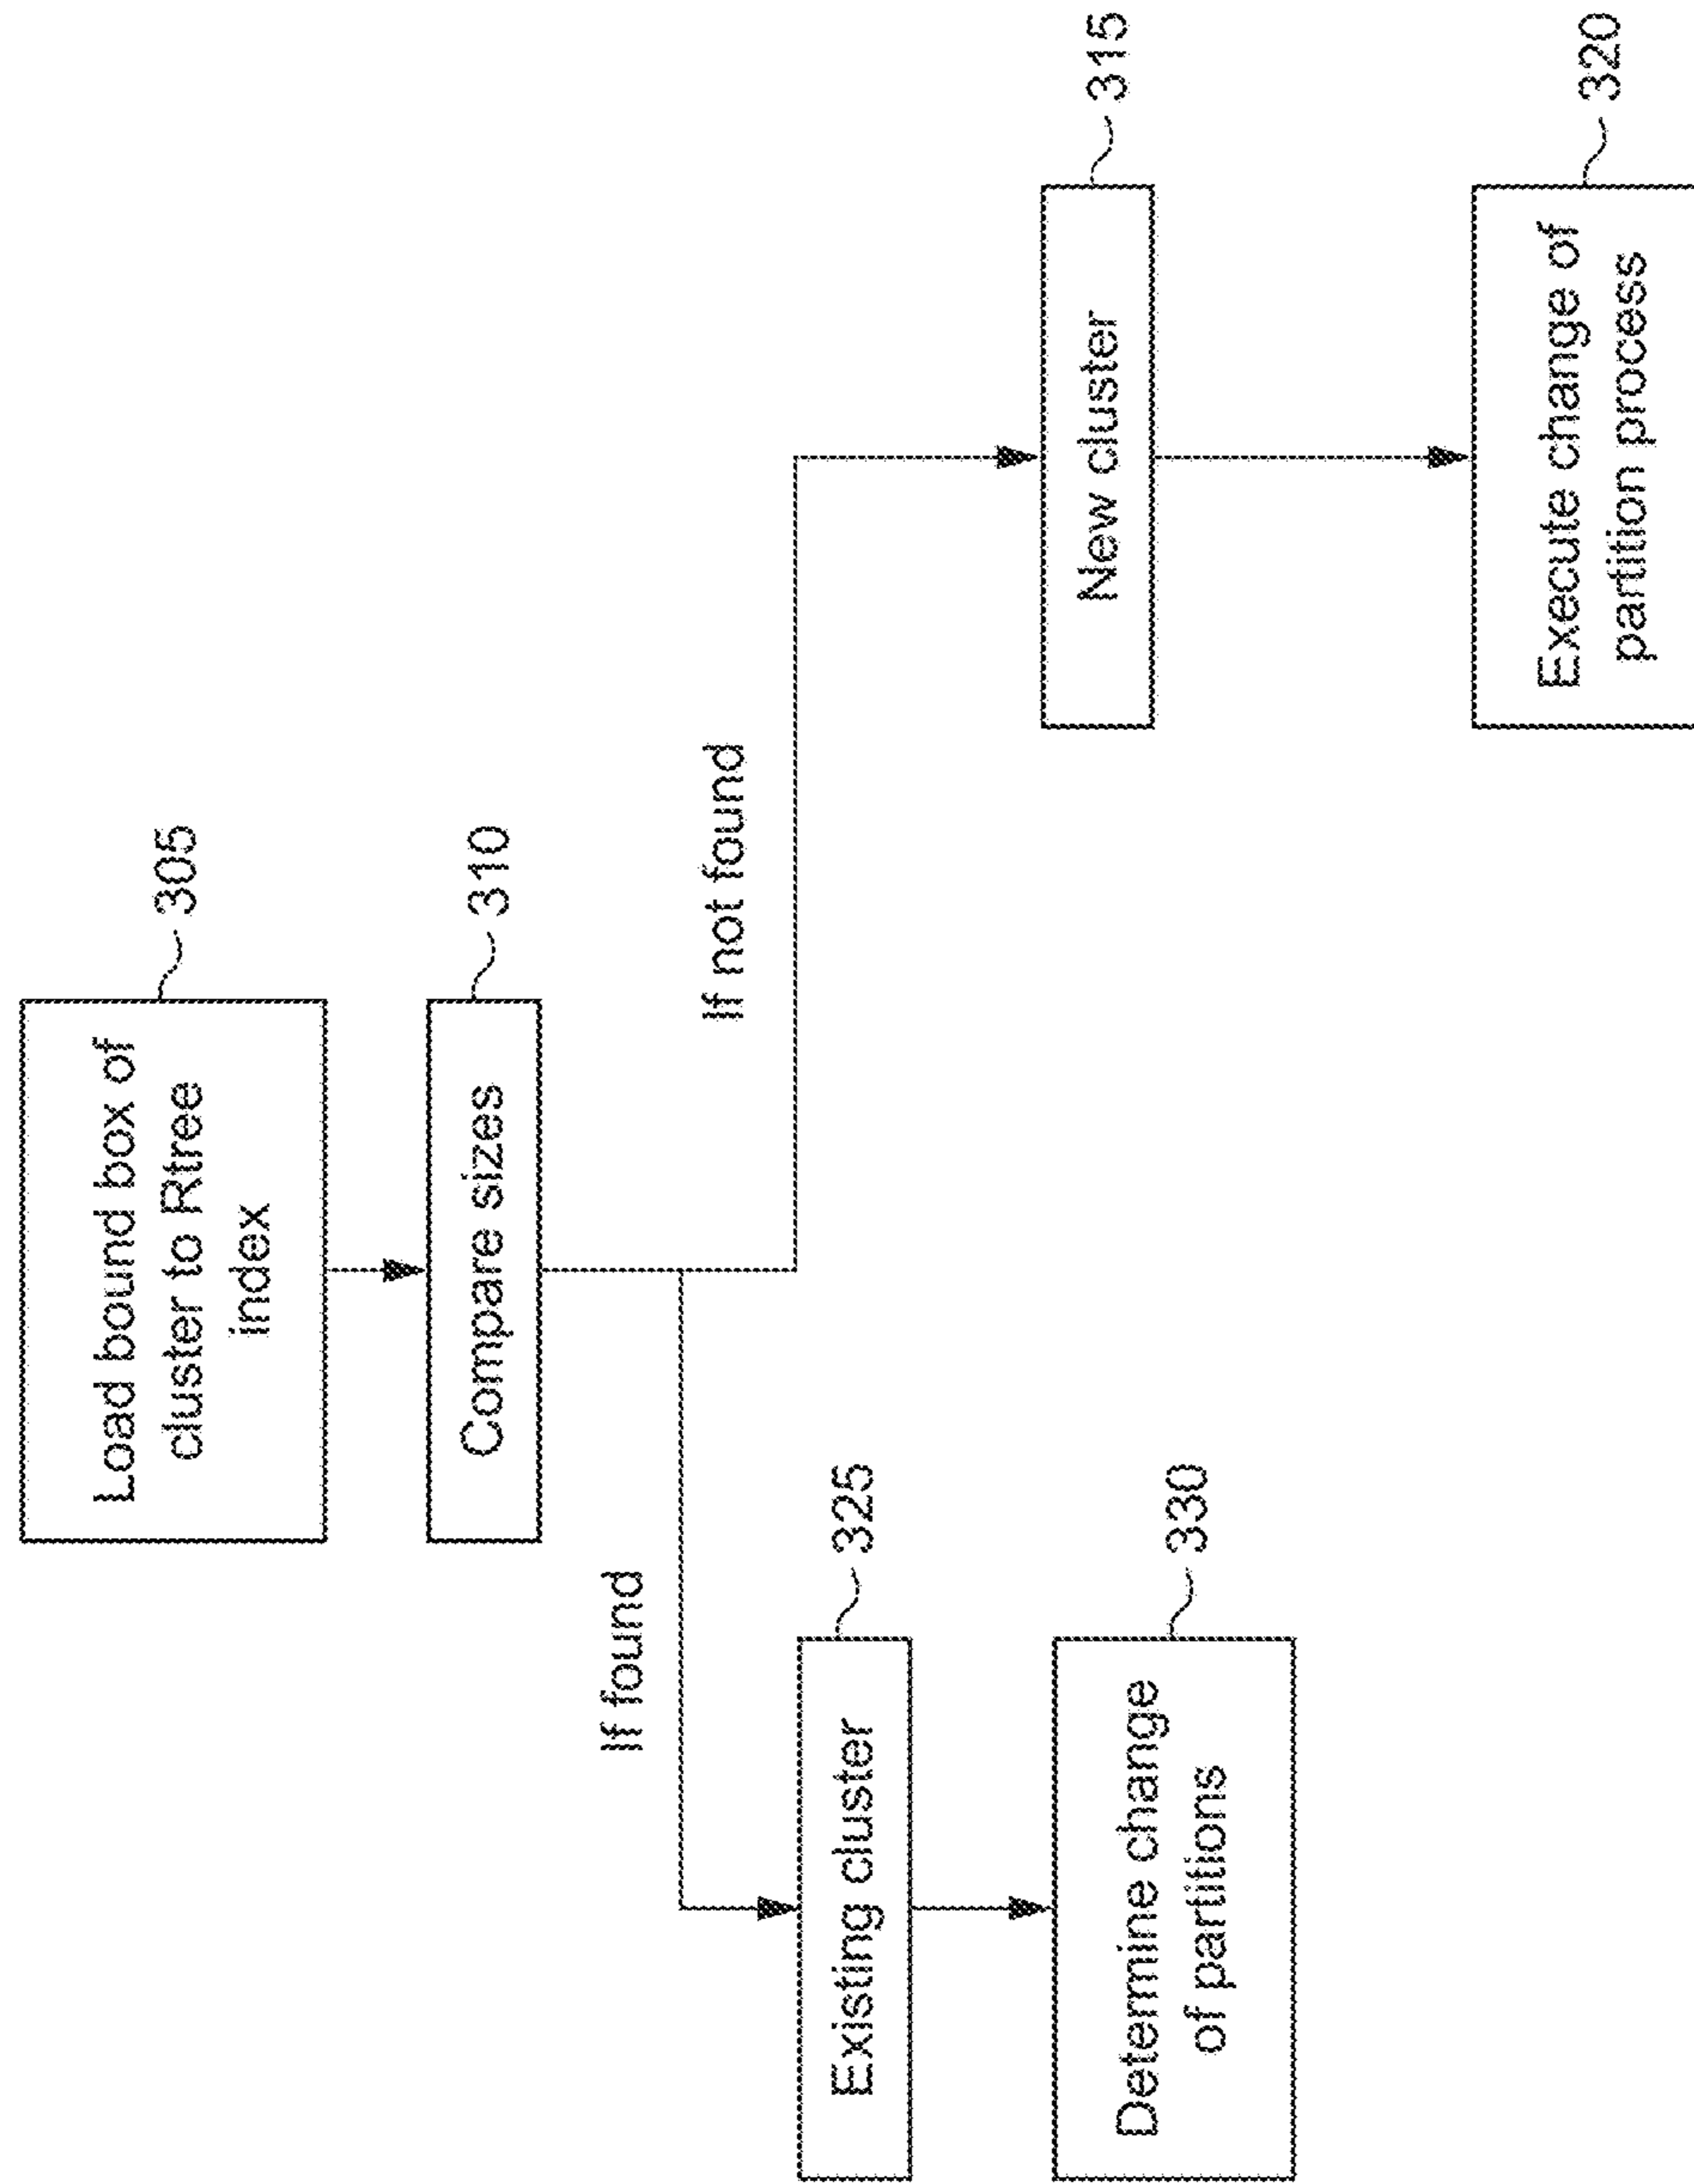 Load bound box of
cluster to Rtree
index
305
Compare sizes
310
If found
If not found
Existing cluster
325
Determine change
of partitions
330
New cluster
315
Execute change of
partition process
320